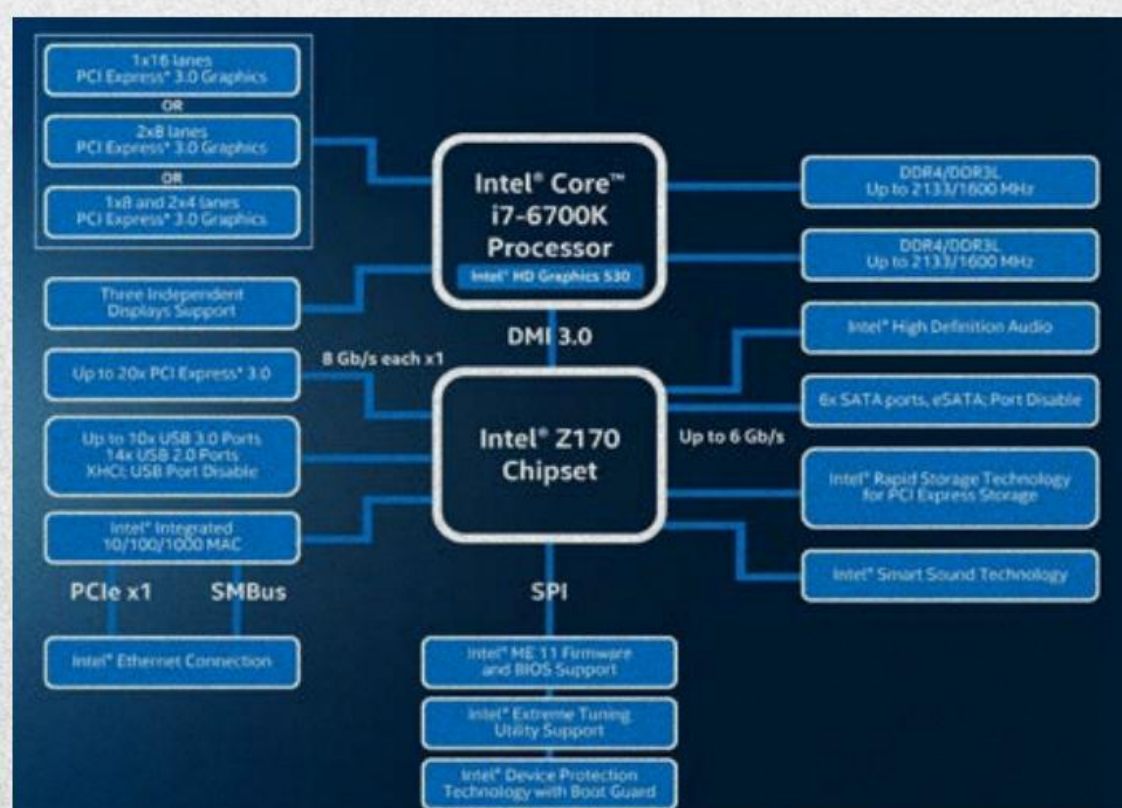 1x16 lanes
PCI Express* 3.0 Graphics
OR
2x8 lanes
PCI Express* 3.0 Graphics
OR
1x8 and 2x4 lanes
PCI Express* 3.0 Graphics
Three Independent
Displays Support
8 Gb/s each x1
Up to 20x PCI Express* 3.0
Up to 10x USB 3.0 Ports
14x USB 2.0 Ports
XHCI; USB Port Disable
Intel® Integrated
10/100/1000 MAC
PCIe x1
SMBus
Intel® Ethernet Connection
Intel® Core™
i7-6700K
Processor
Intel® HD Graphics 530
DMI 3.0
Intel® Z170
Chipset
SPI
Intel® ME 11 Firmware
and BIOS Support
Intel® Extreme Tuning
Utility Support
Intel® Device Protection
Technology with Boot Guard
DDR4/DDR3L
Up to 2133/1600 MHz
DDR4/DDR3L
Up to 2133/1600 MHz
Intel® High Definition Audio
6x SATA ports, eSATA; Port Disable
Up to 6 Gb/s
Intel® Rapid Storage Technology
for PCI Express Storage
Intel® Smart Sound Technology